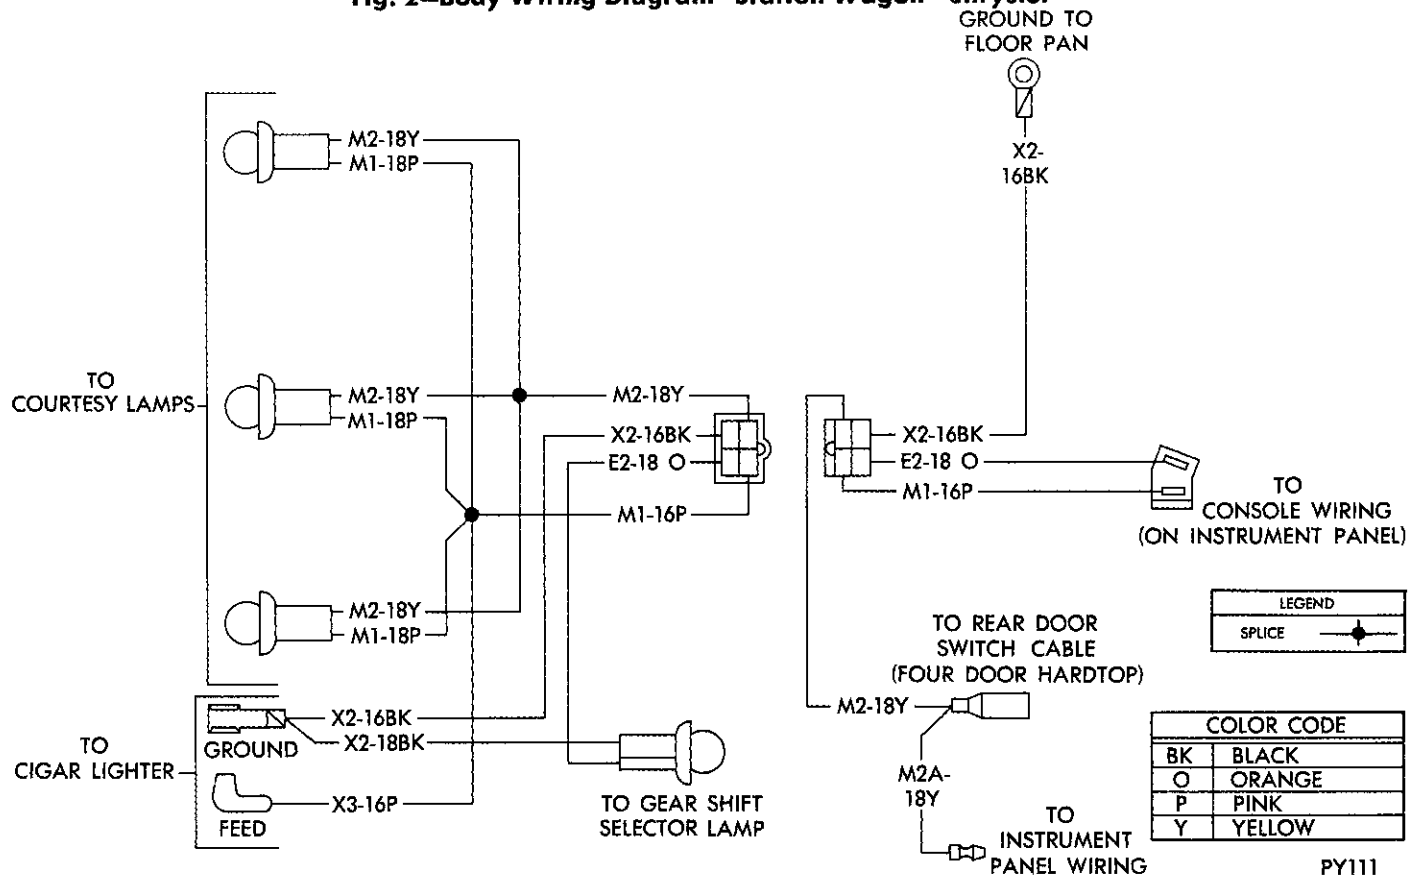 GROUND TO
FLOOR PAN
X2-
16BK
M2-18Y
M1-18P
TO
COURTESY LAMPS
M2-18Y
M1-18P
M2-18Y
X2-16BK
E2-18 O
M1-16P
X2-16BK
E2-18 O
M1-16P
TO
CONSOLE WIRING
(ON INSTRUMENT PANEL)
M2-18Y
M1-18P
TO REAR DOOR
SWITCH CABLE
(FOUR DOOR HARDTOP)
M2-18Y
M2A-
18Y
TO
INSTRUMENT
PANEL WIRING
TO
CIGAR LIGHTER
GROUND
X2-16BK
X2-18BK
FEED
X3-16P
TO GEAR SHIFT
SELECTOR LAMP
LEGEND
SPLICE
COLOR CODE
BK BLACK
O ORANGE
P PINK
Y YELLOW
PY111